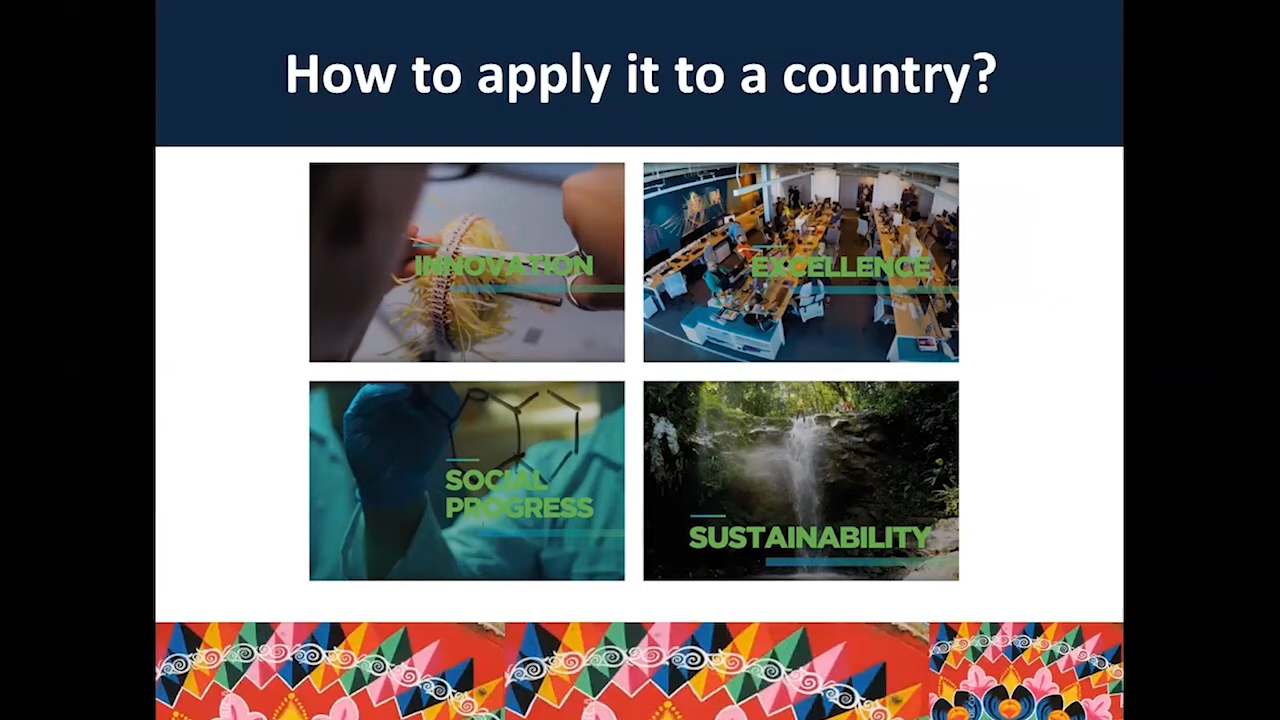 How to apply it to a country?
INNOVATION
EXCELLENCE
SOCIAL
PROGRESS
SUSTAINABILITY